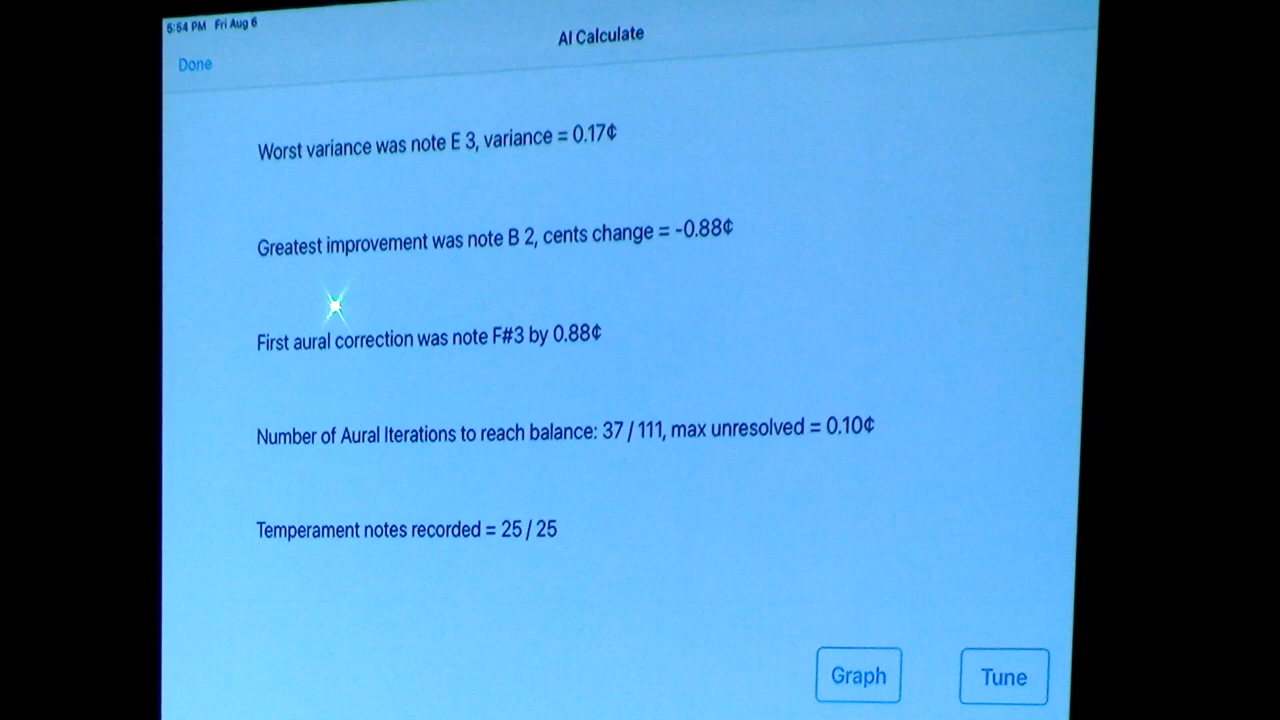 5:54 PM Fri Aug 6
AI Calculate
Done
Worst variance was note E 3, variance = 0.17¢
Greatest improvement was note B 2, cents change = -0.88¢
First aural correction was note F#3 by 0.88¢
Number of Aural Iterations to reach balance: 37 / 111, max unresolved = 0.10¢
Temperament notes recorded = 25 / 25
Graph
Tune